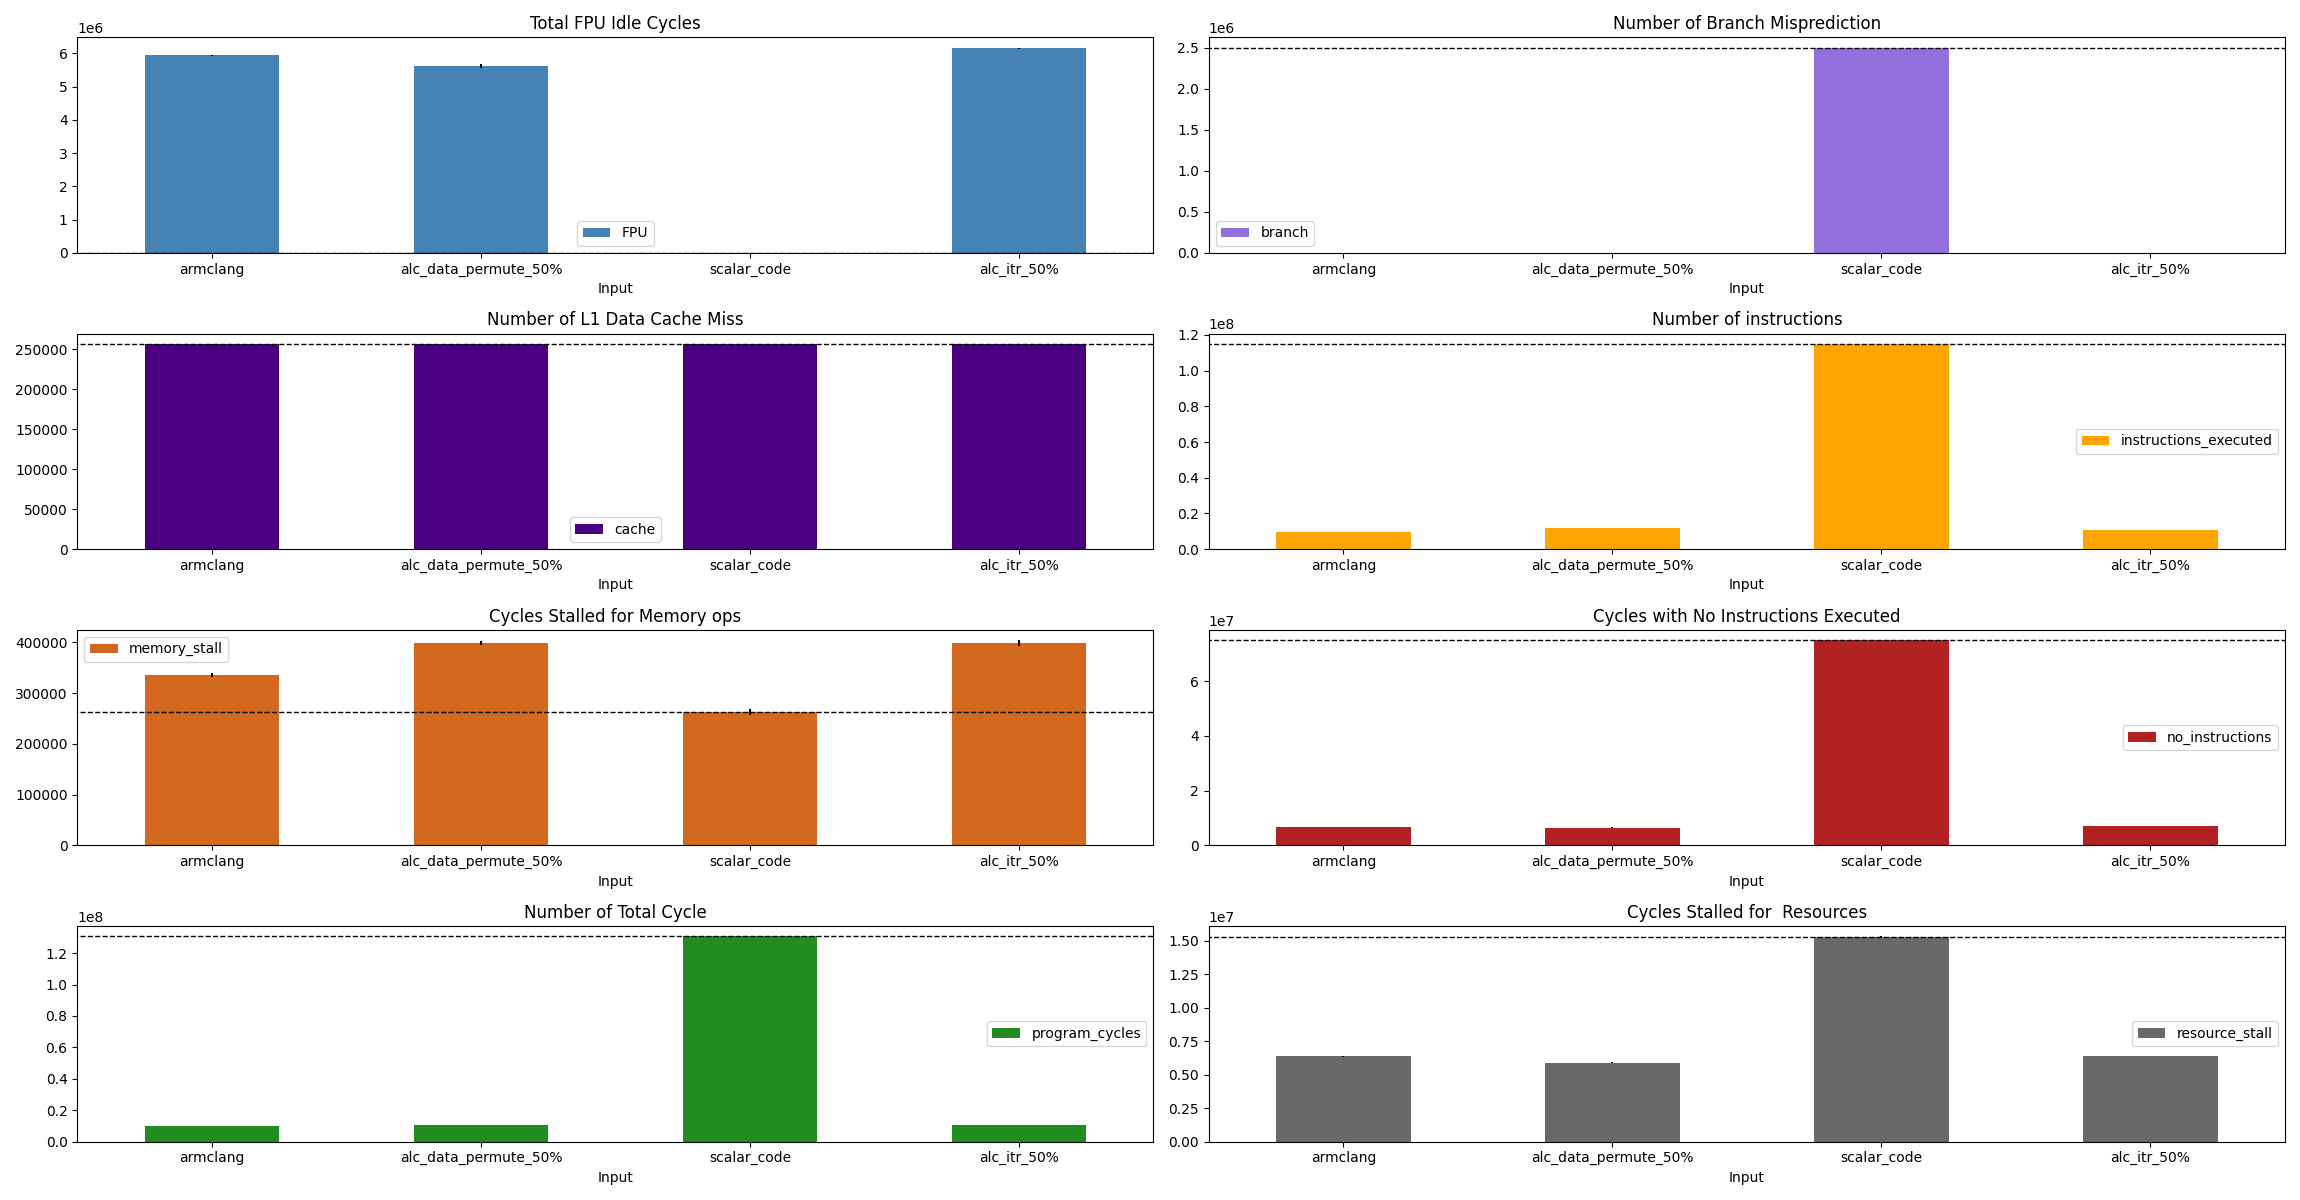 Total FPU Idle Cycles
1e6
6
5
4
3
2
1
0
FPU
armclang alc_data_permute_50% scalar_code alc_itr_50%
Input
Number of Branch Misprediction
1e6
2.5
2.0
1.5
1.0
0.5
0.0
branch
armclang alc_data_permute_50% scalar_code alc_itr_50%
Input
Number of L1 Data Cache Miss
250000
200000
150000
100000
50000
0
cache
armclang alc_data_permute_50% scalar_code alc_itr_50%
Input
Number of instructions
1e8
1.2
1.0
0.8
0.6
0.4
0.2
0.0
instructions_executed
armclang alc_data_permute_50% scalar_code alc_itr_50%
Input
Cycles Stalled for Memory ops
400000
300000
200000
100000
0
memory_stall
armclang alc_data_permute_50% scalar_code alc_itr_50%
Input
Cycles with No Instructions Executed
1e7
6
4
2
0
no_instructions
armclang alc_data_permute_50% scalar_code alc_itr_50%
Input
Number of Total Cycle
1e8
1.2
1.0
0.8
0.6
0.4
0.2
0.0
program_cycles
armclang alc_data_permute_50% scalar_code alc_itr_50%
Input
Cycles Stalled for  Resources
1e7
1.50
1.25
1.00
0.75
0.50
0.25
0.00
resource_stall
armclang alc_data_permute_50% scalar_code alc_itr_50%
Input